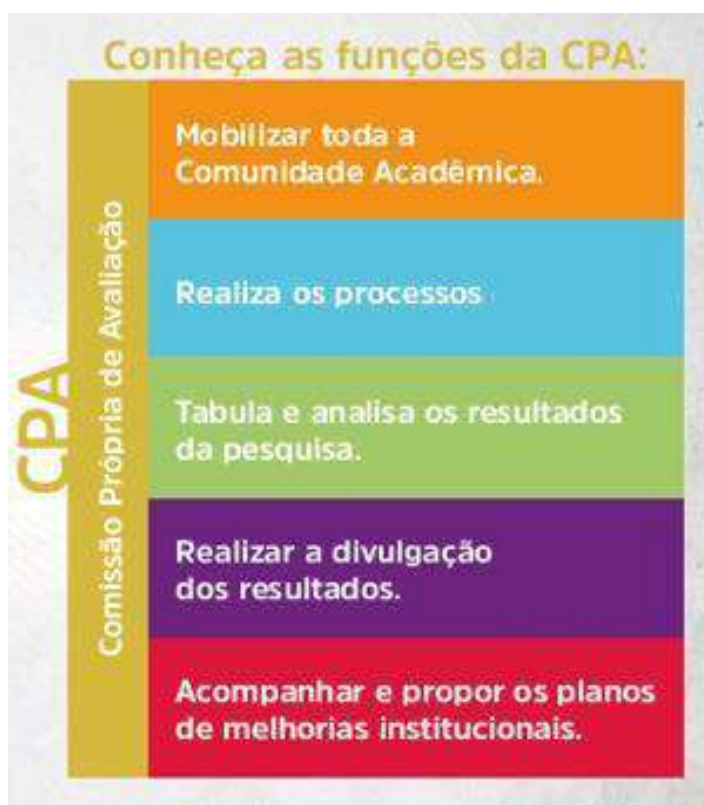 Conheça as funções da CPA:
CPA
Comissão Própria de Avaliação
Mobilizar toda a
Comunidade Acadêmica.
Realiza os processos
Tabula e analisa os resultados
da pesquisa.
Realizar a divulgação
dos resultados.
Acompanhar e propor os planos
de melhorias institucionais.